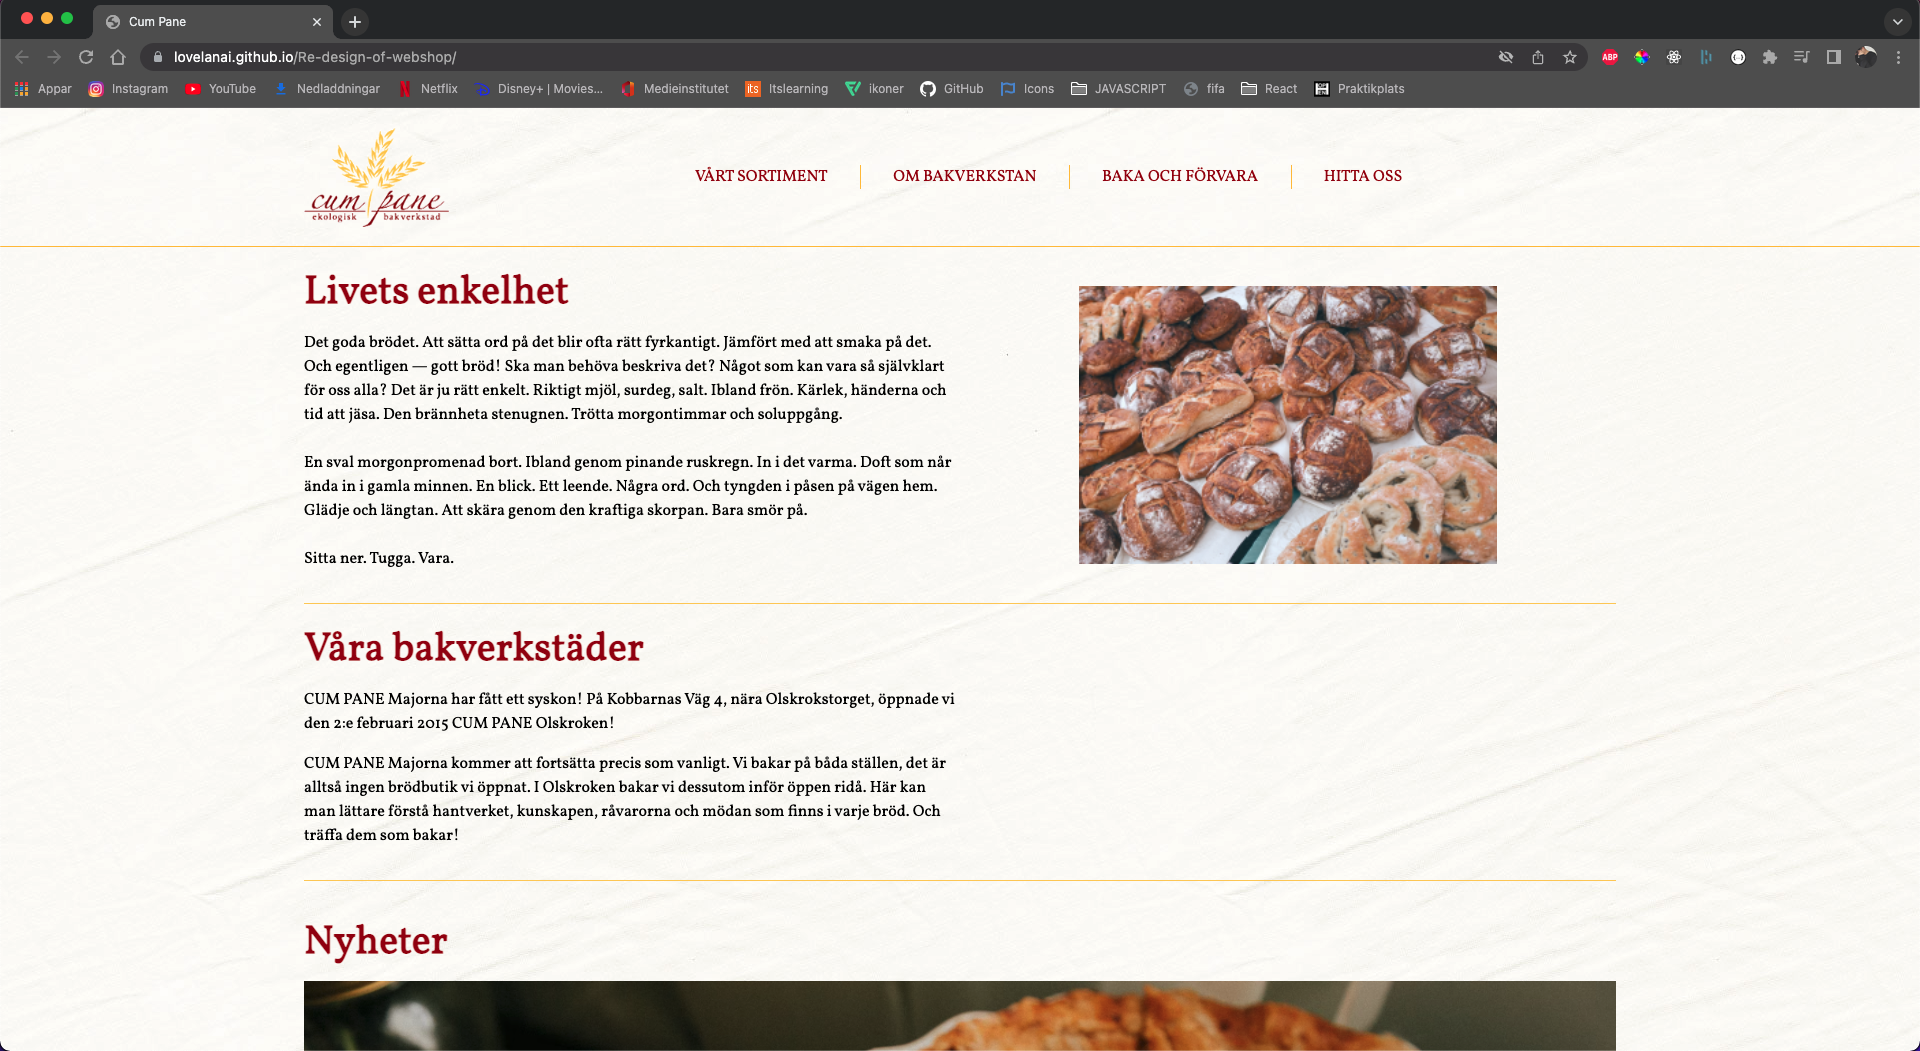 Cum Pane
lovelanai.github.io/Re-design-of-webshop/
ABP
Appar
Instagram
YouTube
Nedladdningar
Netflix
Disney+ | Movies...
Medieinstitutet
its
Itslearning
ikoner
GitHub
Icons
JAVASCRIPT
fifa
React
Praktikplats
cum pane
ekologisk bakverkstad
VÅRT SORTIMENT
OM BAKVERKSTAN
BAKA OCH FÖRVARA
HITTA OSS
Livets enkelhet
Det goda brödet. Att sätta ord på det blir ofta rätt fyrkantigt. Jämfört med att smaka på det.
Och egentligen — gott bröd! Ska man behöva beskriva det? Något som kan vara så självklart
för oss alla? Det är ju rätt enkelt. Riktigt mjöl, surdeg, salt. Ibland frön. Kärlek, händerna och
tid att jäsa. Den brännheta stenugnen. Trötta morgontimmar och soluppgång.
En sval morgonpromenad bort. Ibland genom pinande ruskregn. In i det varma. Doft som når
ända in i gamla minnen. En blick. Ett leende. Några ord. Och tyngden i påsen på vägen hem.
Glädje och längtan. Att skära genom den kraftiga skorpan. Bara smör på.
Sitta ner. Tugga. Vara.
Våra bakverkstäder
CUM PANE Majorna har fått ett syskon! På Kobbarnas Väg 4, nära Olskrokstorget, öppnade vi
den 2:e februari 2015 CUM PANE Olskroken!
CUM PANE Majorna kommer att fortsätta precis som vanligt. Vi bakar på båda ställen, det är
alltså ingen brödbutik vi öppnat. I Olskroken bakar vi dessutom inför öppen ridå. Här kan
man lättare förstå hantverket, kunskapen, råvarorna och mödan som finns i varje bröd. Och
träffa dem som bakar!
Nyheter